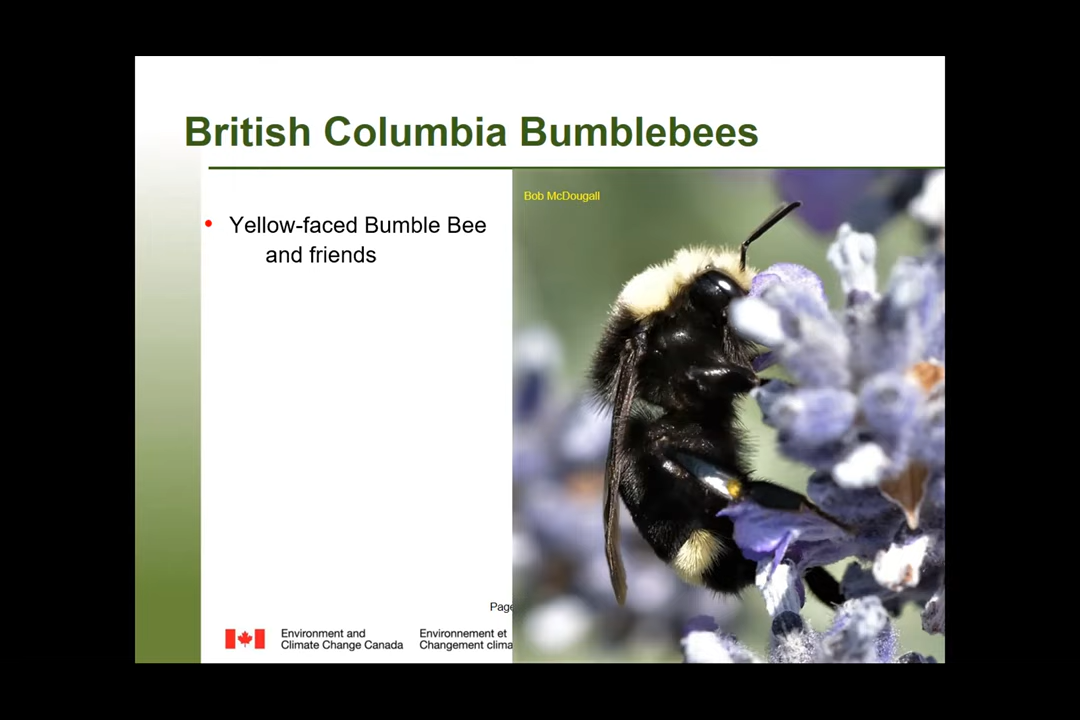 British Columbia Bumblebees
Bob McDougall
• Yellow-faced Bumble Bee
and friends
Page
Environment and
Climate Change Canada
Environnement et
Changement clima